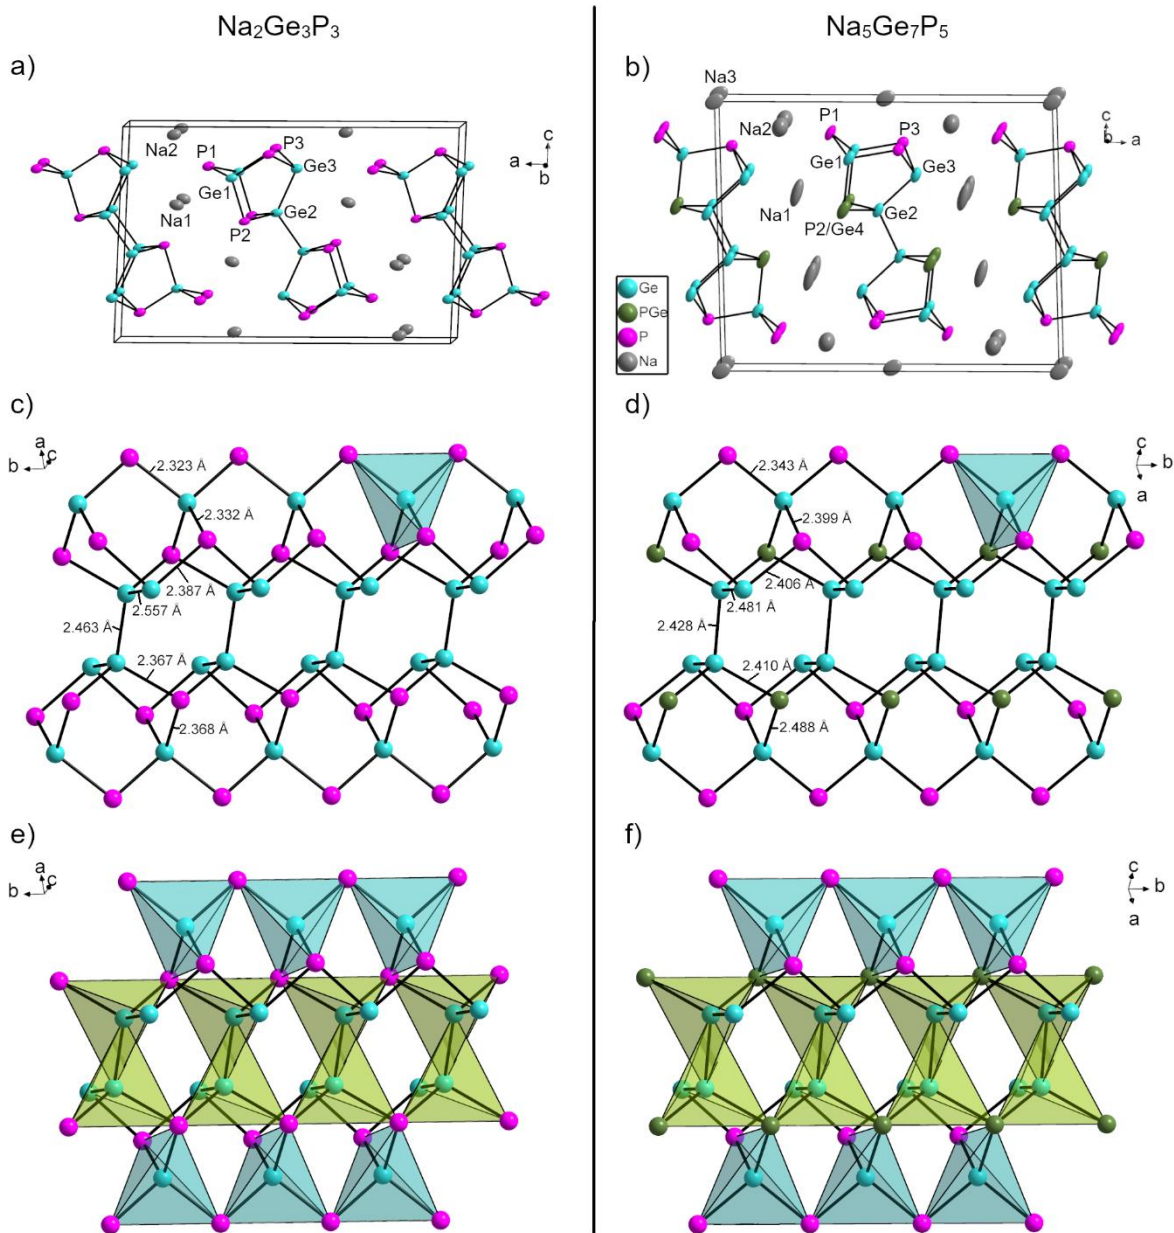 Na₂Ge₃P₃
Na₅Ge₇P₅
a)
Na2
P1
P3
Ge1
Ge3
Na1
Ge2
P2
c
a
b
b)
Na3
P1
Na2
P3
Ge1
Ge3
Na1
Ge2
P2/Ge4
c
b
a
Ge
PGe
P
Na
c)
a
c
b
2.323 Å
2.332 Å
2.387 Å
2.557 Å
2.463 Å
2.367 Å
2.368 Å
d)
c
b
a
2.343 Å
2.399 Å
2.406 Å
2.481 Å
2.428 Å
2.410 Å
2.488 Å
e)
a
c
b
f)
c
b
a